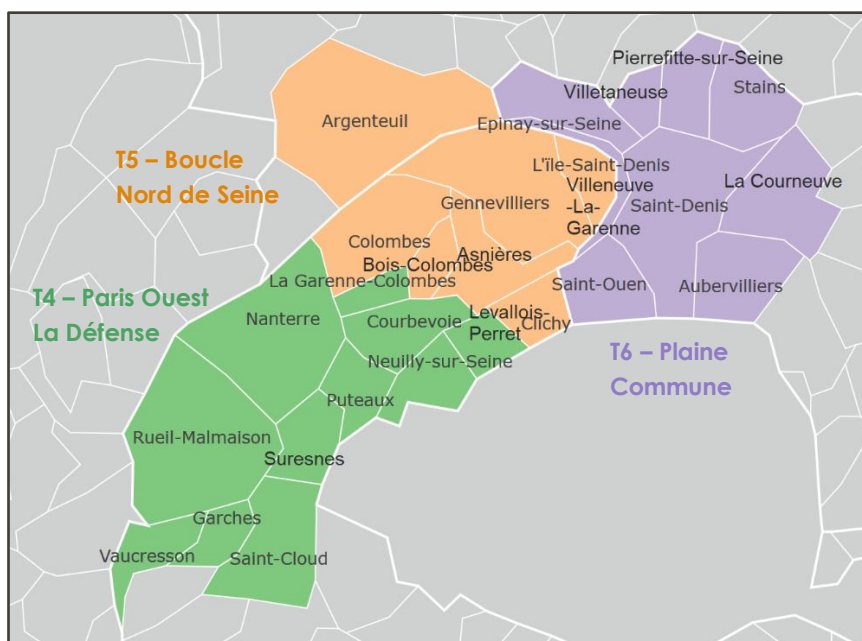 Pierrefitte-sur-Seine
Stains
Villetaneuse
Argenteuil
Epinay-sur-Seine
T5 – Boucle
Nord de Seine
L'île-Saint-Denis
Villeneuve
-La-
Garenne
La Courneuve
Gennevilliers
Saint-Denis
Colombes
Asnières
Bois-Colombes
La Garenne-Colombes
Saint-Ouen
Aubervilliers
T4 – Paris Ouest
La Défense
Nanterre
Courbevoie
Levallois-
Perret
Clichy
Neuilly-sur-Seine
T6 – Plaine
Commune
Puteaux
Rueil-Malmaison
Suresnes
Garches
Vaucresson
Saint-Cloud